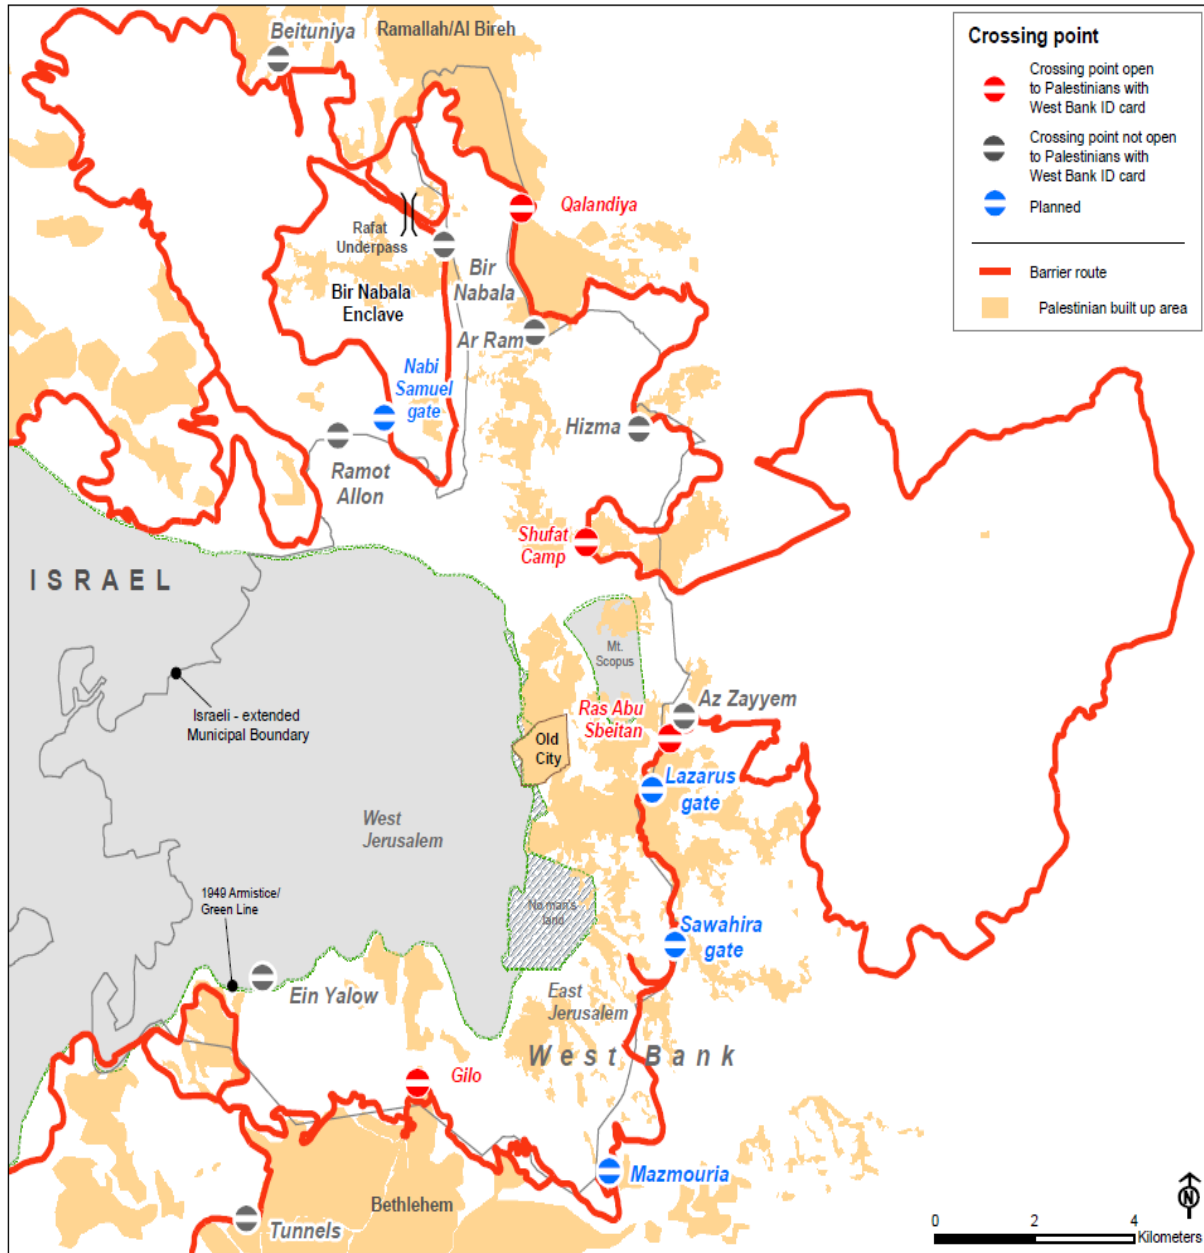 Beituniya
Ramallah/Al Bireh
Crossing point
Crossing point open
to Palestinians with
West Bank ID card
Crossing point not open
to Palestinians with
West Bank ID card
Planned
Barrier route
Palestinian built up area
Qalandiya
Rafat
Underpass
Bir
Nabala
Bir Nabala
Enclave
Ar Ram
Nabi
Samuel
gate
Hizma
Ramot
Allon
Shufat
Camp
ISRAEL
Mt.
Scopus
Israeli - extended
Municipal Boundary
Ras Abu
Sbeitan
Az Zayyem
Old
City
Lazarus
gate
West
Jerusalem
1949 Armistice/
Green Line
No man's
land
Sawahira
gate
Ein Yalow
East
Jerusalem
West Bank
Gilo
Mazmouria
Bethlehem
Tunnels
N
0 2 4
Kilometers